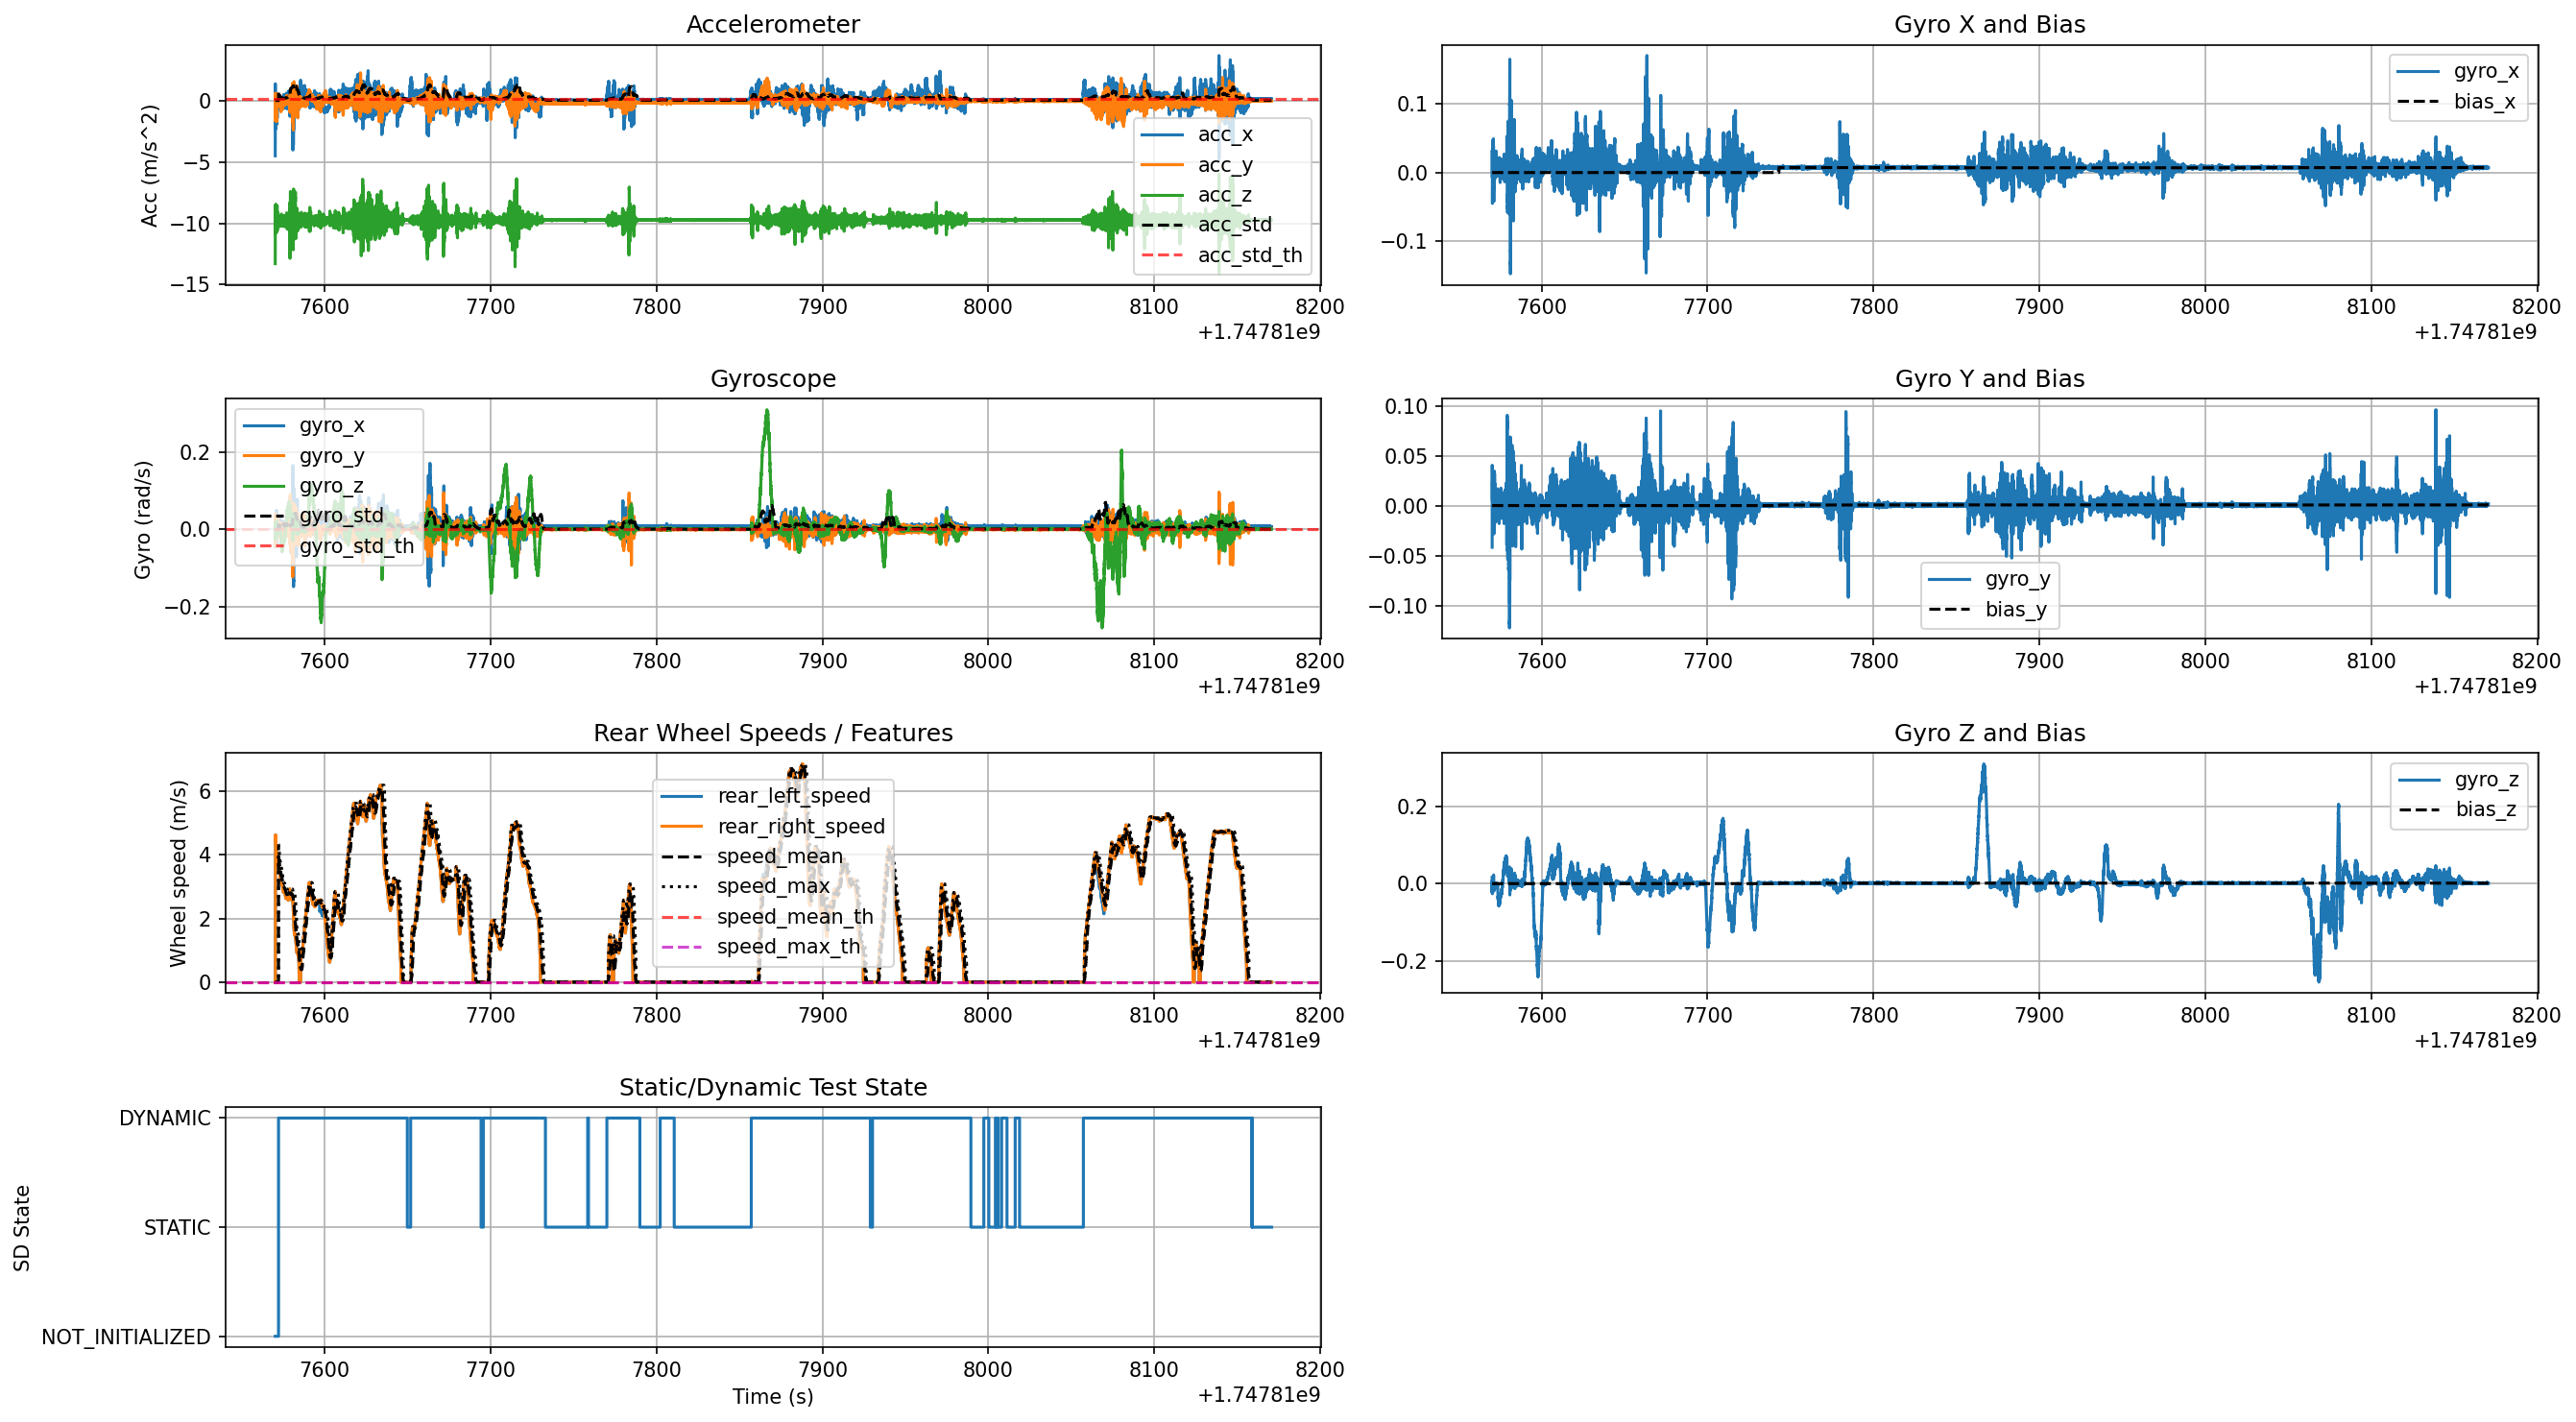 Accelerometer
Acc (m/s^2)
0
−5
−10
−15
acc_x
acc_y
acc_z
acc_std
acc_std_th
7600 7700 7800 7900 8000 8100 8200
+1.74781e9
Gyro X and Bias
0.1
0.0
−0.1
gyro_x
bias_x
7600 7700 7800 7900 8000 8100 8200
+1.74781e9
Gyroscope
Gyro (rad/s)
0.2
0.0
−0.2
gyro_x
gyro_y
gyro_z
gyro_std
gyro_std_th
7600 7700 7800 7900 8000 8100 8200
+1.74781e9
Gyro Y and Bias
0.10
0.05
0.00
−0.05
−0.10
gyro_y
bias_y
7600 7700 7800 7900 8000 8100 8200
+1.74781e9
Rear Wheel Speeds / Features
Wheel speed (m/s)
6
4
2
0
rear_left_speed
rear_right_speed
speed_mean
speed_max
speed_mean_th
speed_max_th
7600 7700 7800 7900 8000 8100 8200
+1.74781e9
Gyro Z and Bias
0.2
0.0
−0.2
gyro_z
bias_z
7600 7700 7800 7900 8000 8100 8200
+1.74781e9
Static/Dynamic Test State
SD State
DYNAMIC
STATIC
NOT_INITIALIZED
7600 7700 7800 7900 8000 8100 8200
Time (s)
+1.74781e9